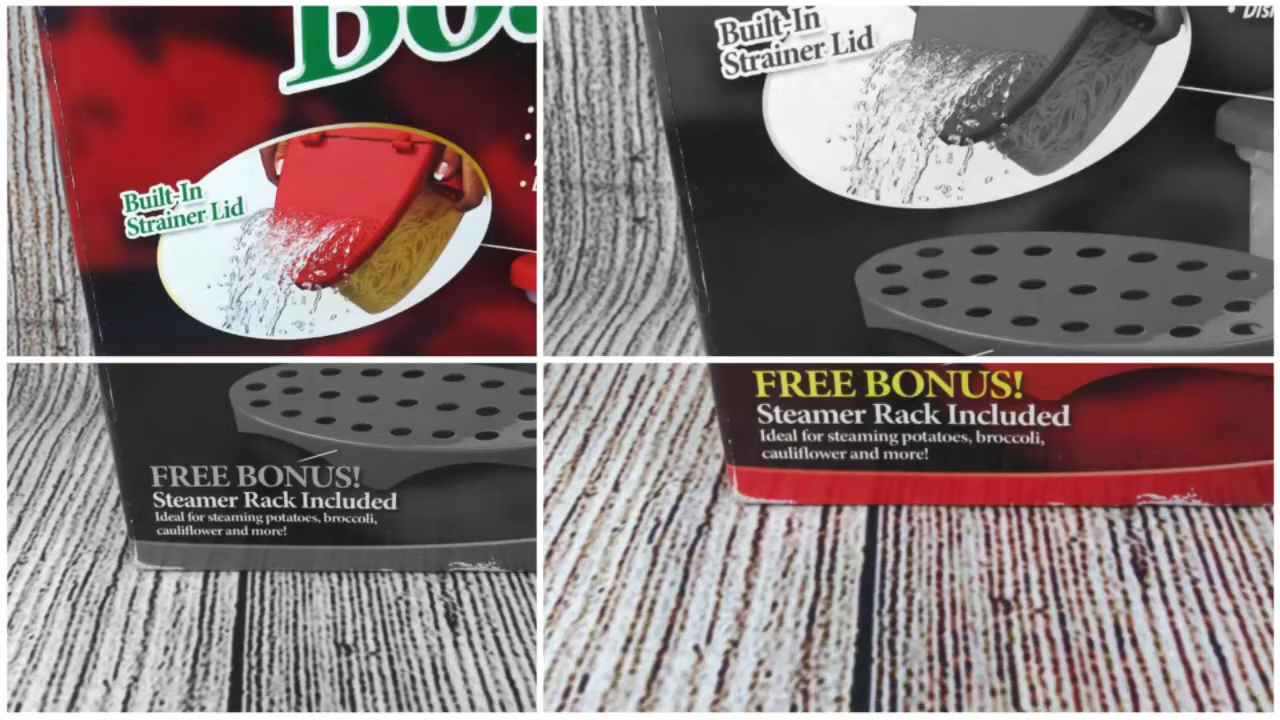 Built-In
Strainer Lid
Built-In
Strainer Lid
FREE BONUS!
Steamer Rack Included
Ideal for steaming potatoes, broccoli,
cauliflower and more!
FREE BONUS!
Steamer Rack Included
Ideal for steaming potatoes, broccoli,
cauliflower and more!